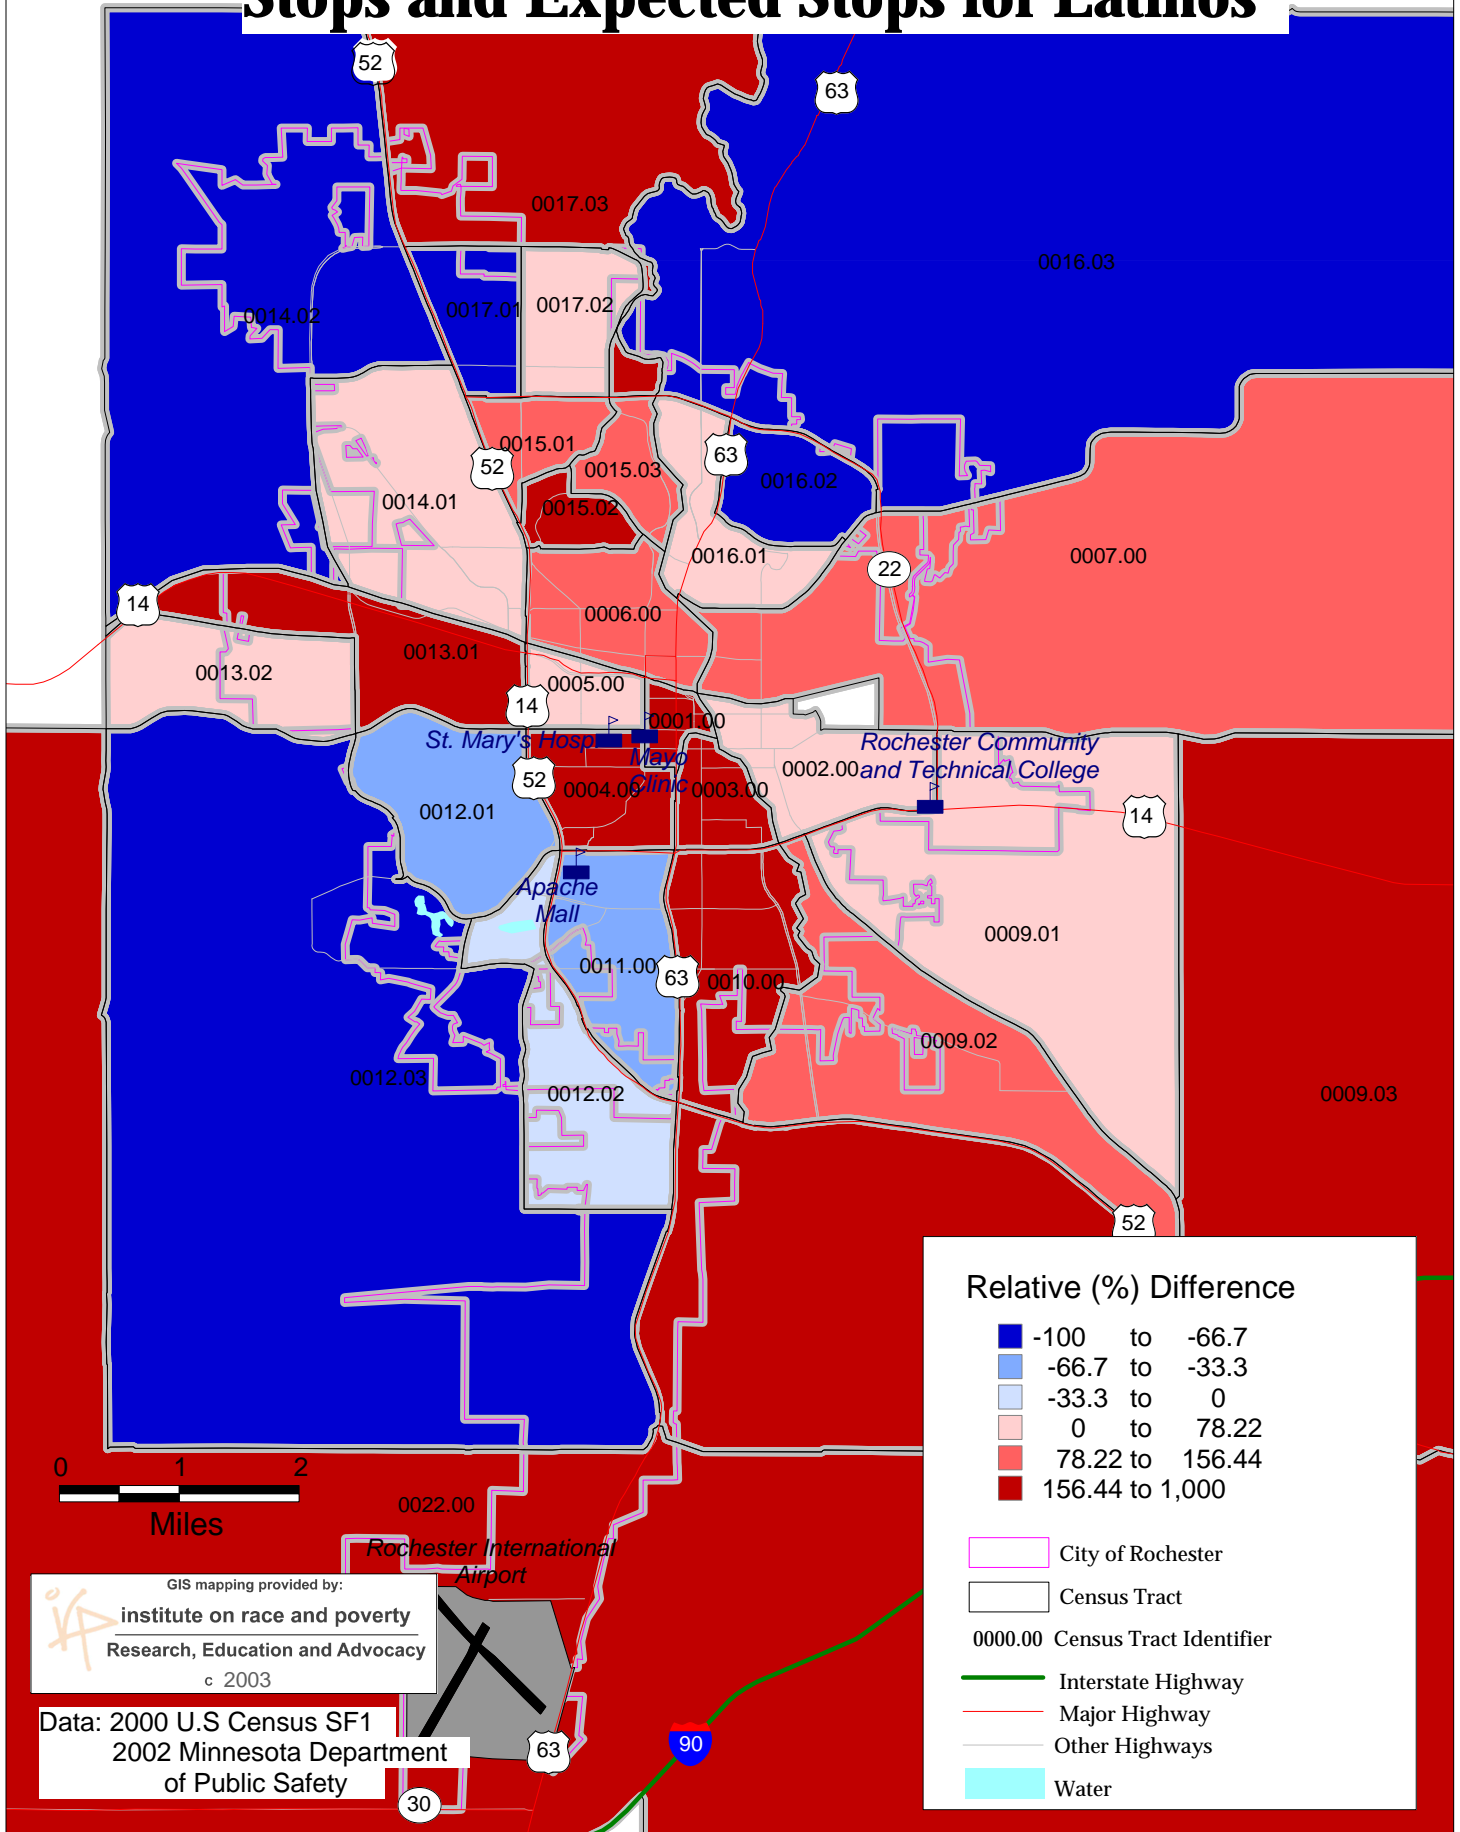 Stops and Expected Stops for Latinos
52
63
0017.03
0016.03
0017.01
0017.02
0014.02
0015.01
63
52
0015.03
0016.02
0014.01
0015.02
0016.01
0007.00
22
14
0006.00
0013.01
0013.02
0005.00
14
0001.00
St. Mary's Hosp
Rochester Community
and Technical College
Mayo
Clinic
0002.00
52
0004.00
0003.00
0012.01
14
Apache
Mall
0009.01
0011.00
63
0010.00
0009.02
0012.03
0012.02
0009.03
52
Relative (%) Difference
-100 to -66.7
-66.7 to -33.3
-33.3 to 0
0 to 78.22
78.22 to 156.44
156.44 to 1,000
City of Rochester
Census Tract
0000.00 Census Tract Identifier
Interstate Highway
Major Highway
Other Highways
Water
0 1 2
Miles
0022.00
Rochester International
Airport
GIS mapping provided by:
irp
institute on race and poverty
Research, Education and Advocacy
c 2003
Data: 2000 U.S Census SF1
2002 Minnesota Department
of Public Safety
63
90
30